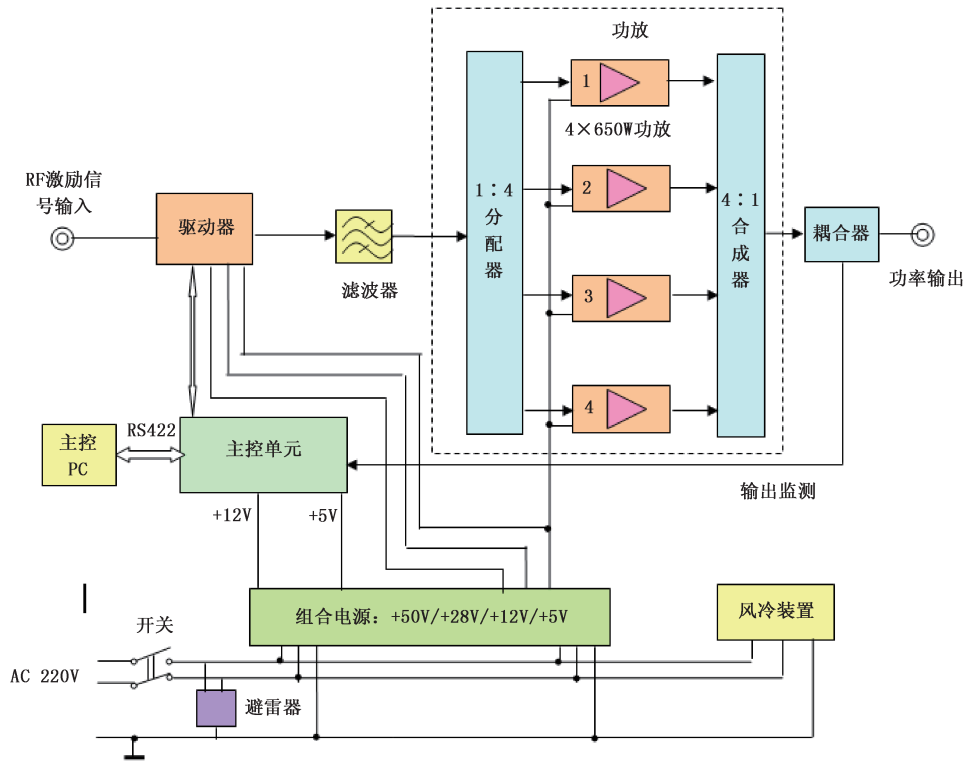 功放
1
4×650W功放
RF激励信
号输入
驱动器
滤波器
1:4
分
配
器
2
3
4
4:1
合
成
器
耦合器
功率输出
主控
PC
RS422
主控单元
输出监测
+12V
+5V
组合电源: +50V/+28V/+12V/+5V
风冷装置
开关
AC 220V
避雷器